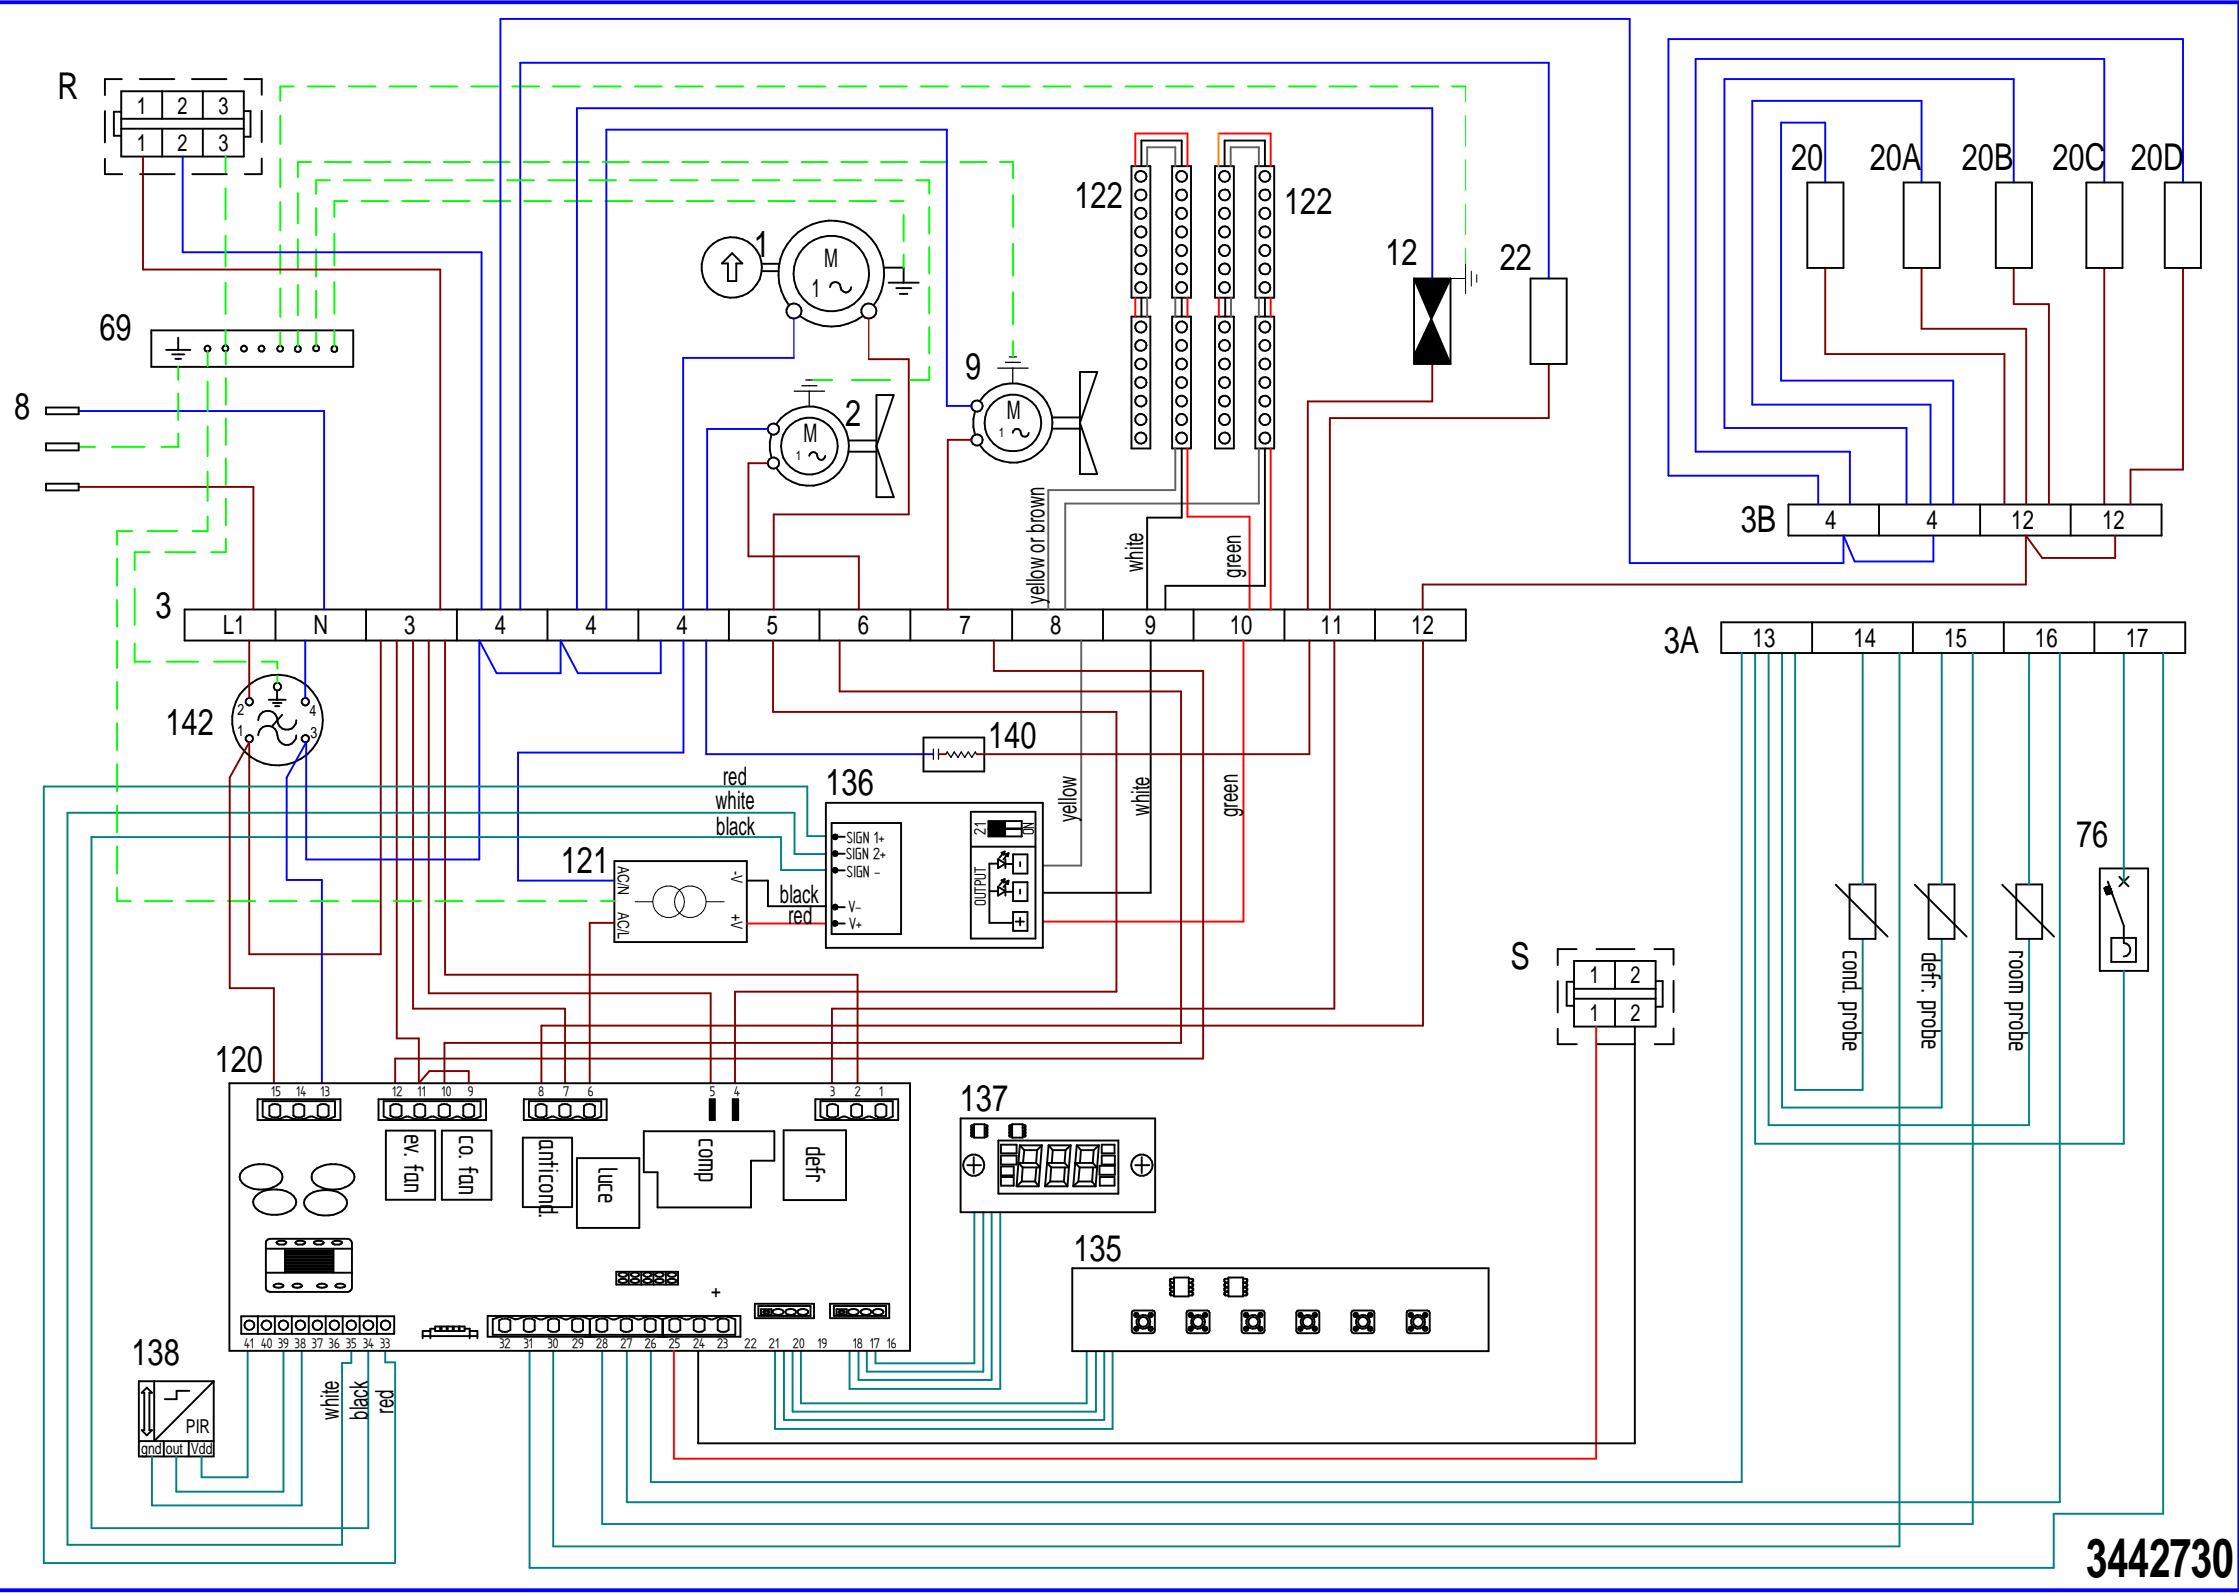 R
1 2 3
1 2 3
20 20A 20B 20C 20D
122 122
1
M
1
12 22
69
9
M
1
2
M
1
8
yellow or brown
white
green
3B
4 4 12 12
3
L1 N 3 4 4 4 5 6 7 8 9 10 11 12
3A
13 14 15 16 17
142
2 4
1 3
140
red
white
black
136
yellow
white
green
SIGN 1+
SIGN 2+
SIGN -
V-
V+
21
ON
OUTPUT
-
-
+
121
AC/N
AC/L
-V
+V
black
red
76
S
1 2
1 2
cond. probe
defr. probe
room probe
120
15 14 13 12 11 10 9 8 7 6 5 4 3 2 1
ev. fan
co. fan
anticond.
luce
comp
defr
137
135
+
41 40 39 38 37 36 35 34 33 32 31 30 29 28 27 26 25 24 23 22 21 20 19 18 17 16
138
PIR
gnd out Vdd
white
black
red
3442730